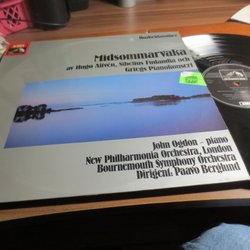 Midsommarvaka
av Hugo Alfvén, Sibelius Finlandia och
Griegs Pianokonsert
John Ogdon - piano
New Philharmonia Orchestra, London
Bournemouth Symphony Orchestra
Dirigent: Paavo Berglund